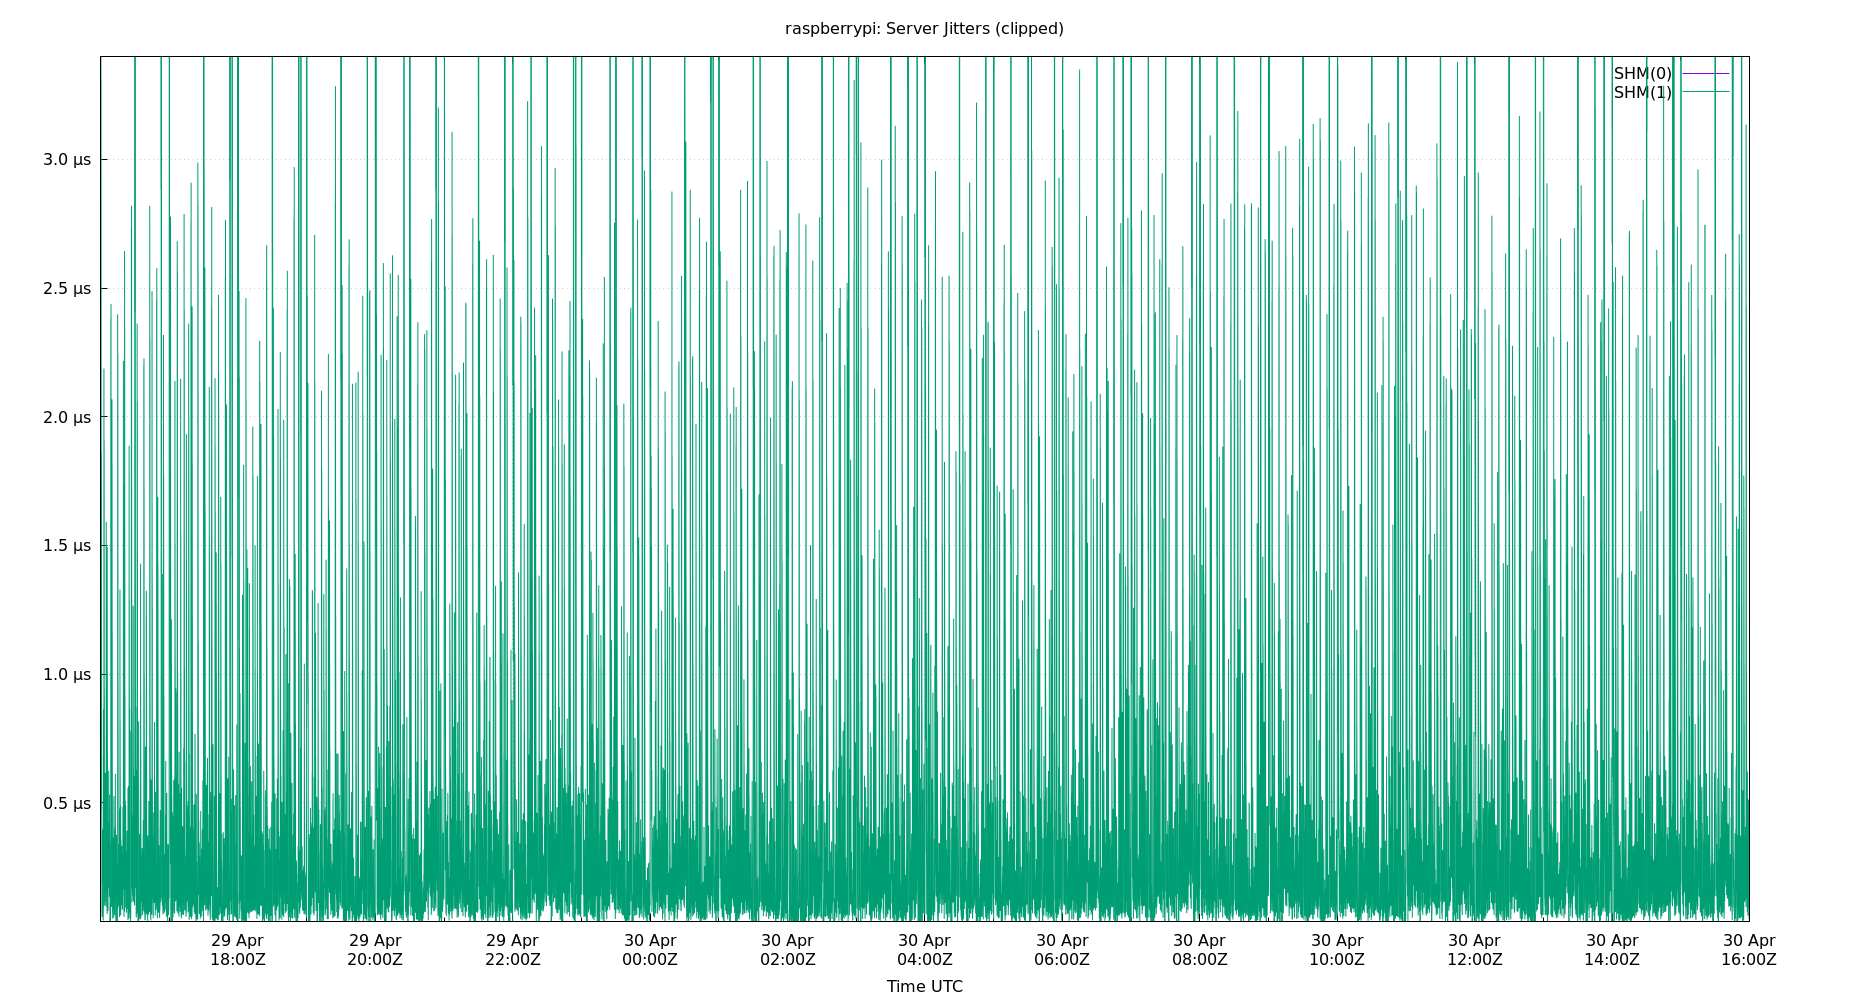 raspberrypi: Server Jitters (clipped)
SHM(0)
SHM(1)
3.0 μs
2.5 μs
2.0 μs
1.5 μs
1.0 μs
0.5 μs
29 Apr 29 Apr 29 Apr 30 Apr 30 Apr 30 Apr 30 Apr 30 Apr 30 Apr 30 Apr 30 Apr 30 Apr
18:00Z 20:00Z 22:00Z 00:00Z 02:00Z 04:00Z 06:00Z 08:00Z 10:00Z 12:00Z 14:00Z 16:00Z
Time UTC